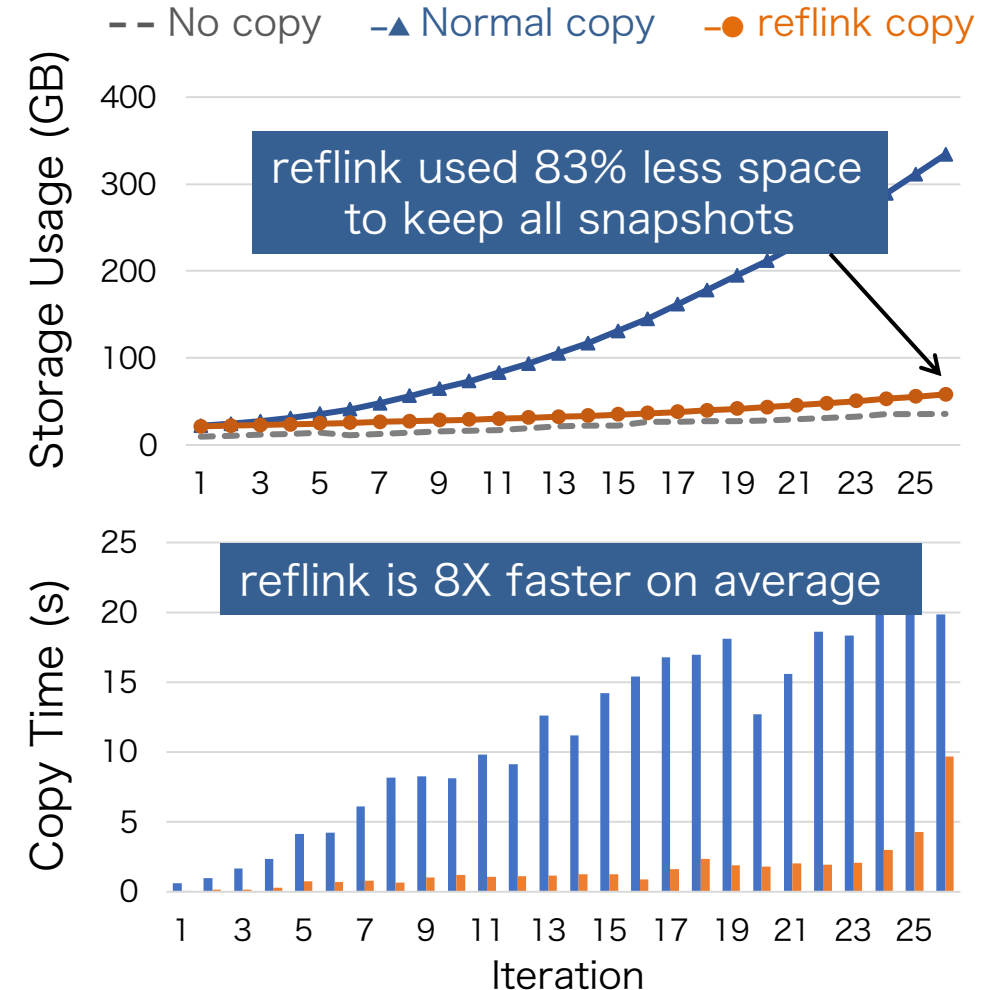 No copy Normal copy reflink copy
Storage Usage (GB)
400
300
200
100
0
reflink used 83% less space
to keep all snapshots
1 3 5 7 9 11 13 15 17 19 21 23 25
Copy Time (s)
25
20
15
10
5
0
reflink is 8X faster on average
1 3 5 7 9 11 13 15 17 19 21 23 25
Iteration